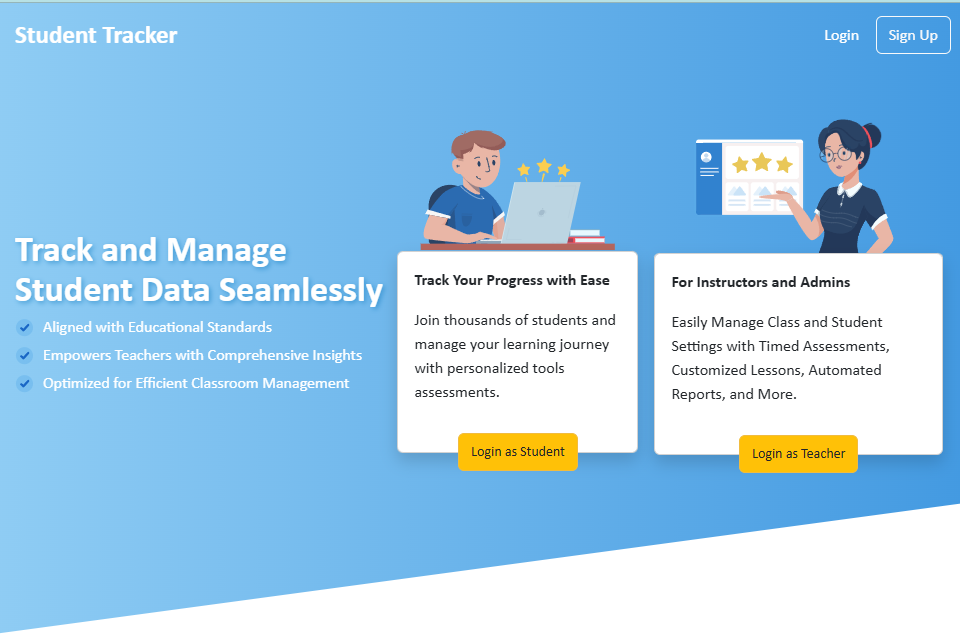 Student Tracker
Login
Sign Up
Track and Manage
Student Data Seamlessly
Aligned with Educational Standards
Empowers Teachers with Comprehensive Insights
Optimized for Efficient Classroom Management
Track Your Progress with Ease
Join thousands of students and
manage your learning journey
with personalized tools
assessments.
Login as Student
For Instructors and Admins
Easily Manage Class and Student
Settings with Timed Assessments,
Customized Lessons, Automated
Reports, and More.
Login as Teacher